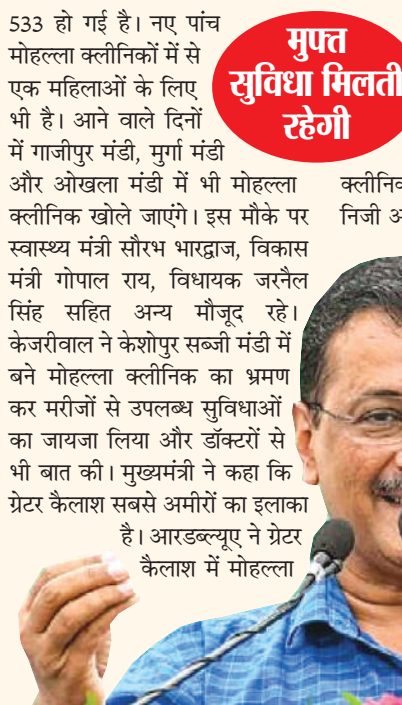 533 हो गई है। नए पांच
मोहल्ला क्लीनिकों में से
एक महिलाओं के लिए
भी है। आने वाले दिनों
में गाजीपुर मंडी, मुर्गा मंडी
और ओखला मंडी में भी मोहल्ला
क्लीनिक खोले जाएंगे। इस मौके पर
स्वास्थ्य मंत्री सौरभ भारद्वाज, विकास
मंत्री गोपाल राय, विधायक जरनैल
सिंह सहित अन्य मौजूद रहे।
केजरीवाल ने केशोपुर सब्जी मंडी में
बने मोहल्ला क्लीनिक का भ्रमण
कर मरीजों से उपलब्ध सुविधाओं
का जायजा लिया और डॉक्टरों से
भी बात की। मुख्यमंत्री ने कहा कि
ग्रेटर कैलाश सबसे अमीरों का इलाका
है। आरडब्ल्यूए ने ग्रेटर
कैलाश में मोहल्ला
मुफ्त
सुविधा मिलती
रहेगी
निजी